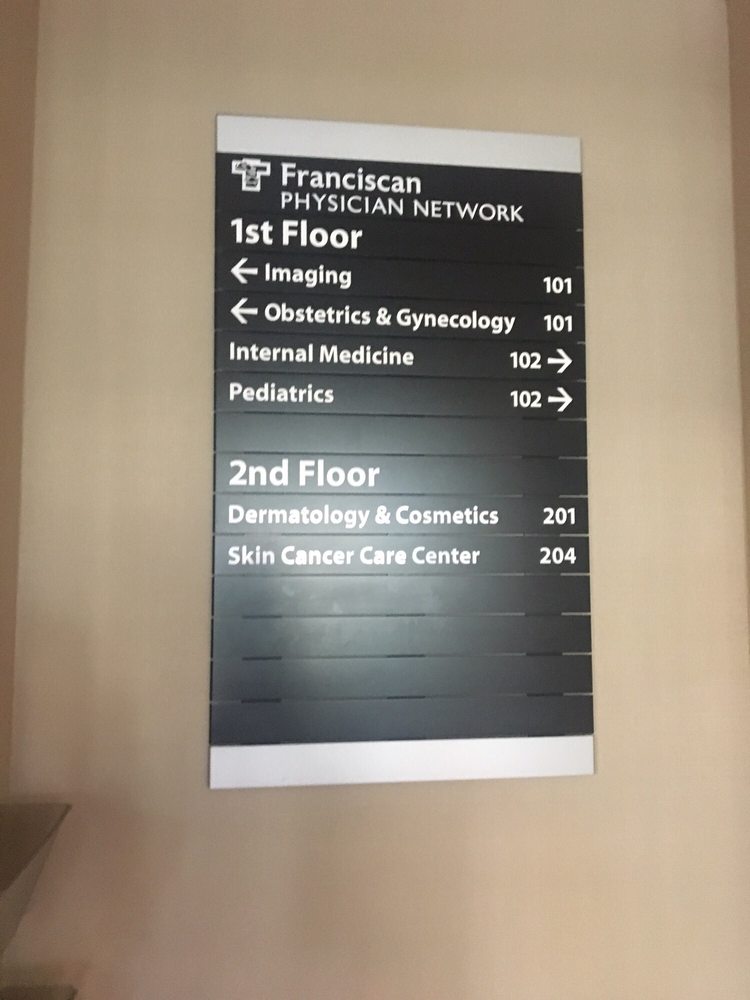 Franciscan
PHYSICIAN NETWORK
1st Floor
← Imaging 101
← Obstetrics & Gynecology 101
Internal Medicine 102 →
Pediatrics 102 →
2nd Floor
Dermatology & Cosmetics 201
Skin Cancer Care Center 204